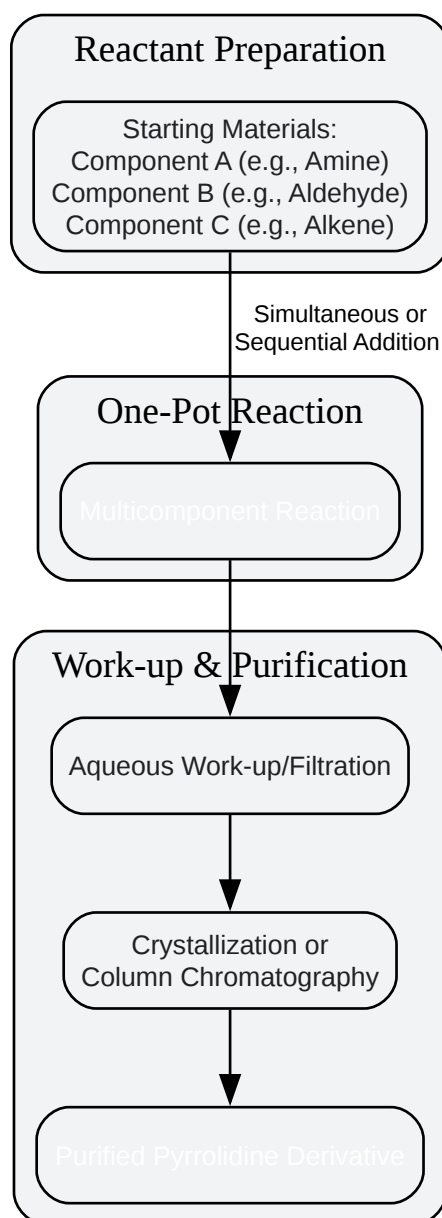 Reactant Preparation
Starting Materials:
Component A (e.g., Amine)
Component B (e.g., Aldehyde)
Component C (e.g., Alkene)
Simultaneous or
Sequential Addition
One-Pot Reaction
Multicomponent Reaction
Work-up & Purification
Aqueous Work-up/Filtration
Crystallization or
Column Chromatography
Purified Pyrrolidine Derivative